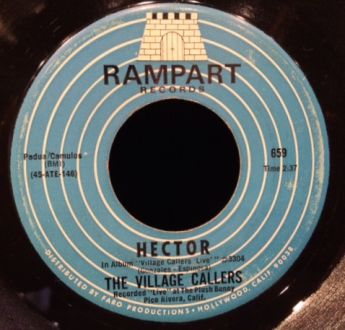 RAMPART
RECORDS
Padua/Camulos
(BMI)
(45-ATE-146)
659
Time 2:37
HECTOR
In Album "Village Callers 'Live'" -#3304
(Gonzales - Espinoza)
THE VILLAGE CALLERS
Recorded "Live" at The Plush Bunny
Pico Rivera, Calif.
DISTRIBUTED BY FARO PRODUCTIONS • HOLLYWOOD, CALIF. 90038